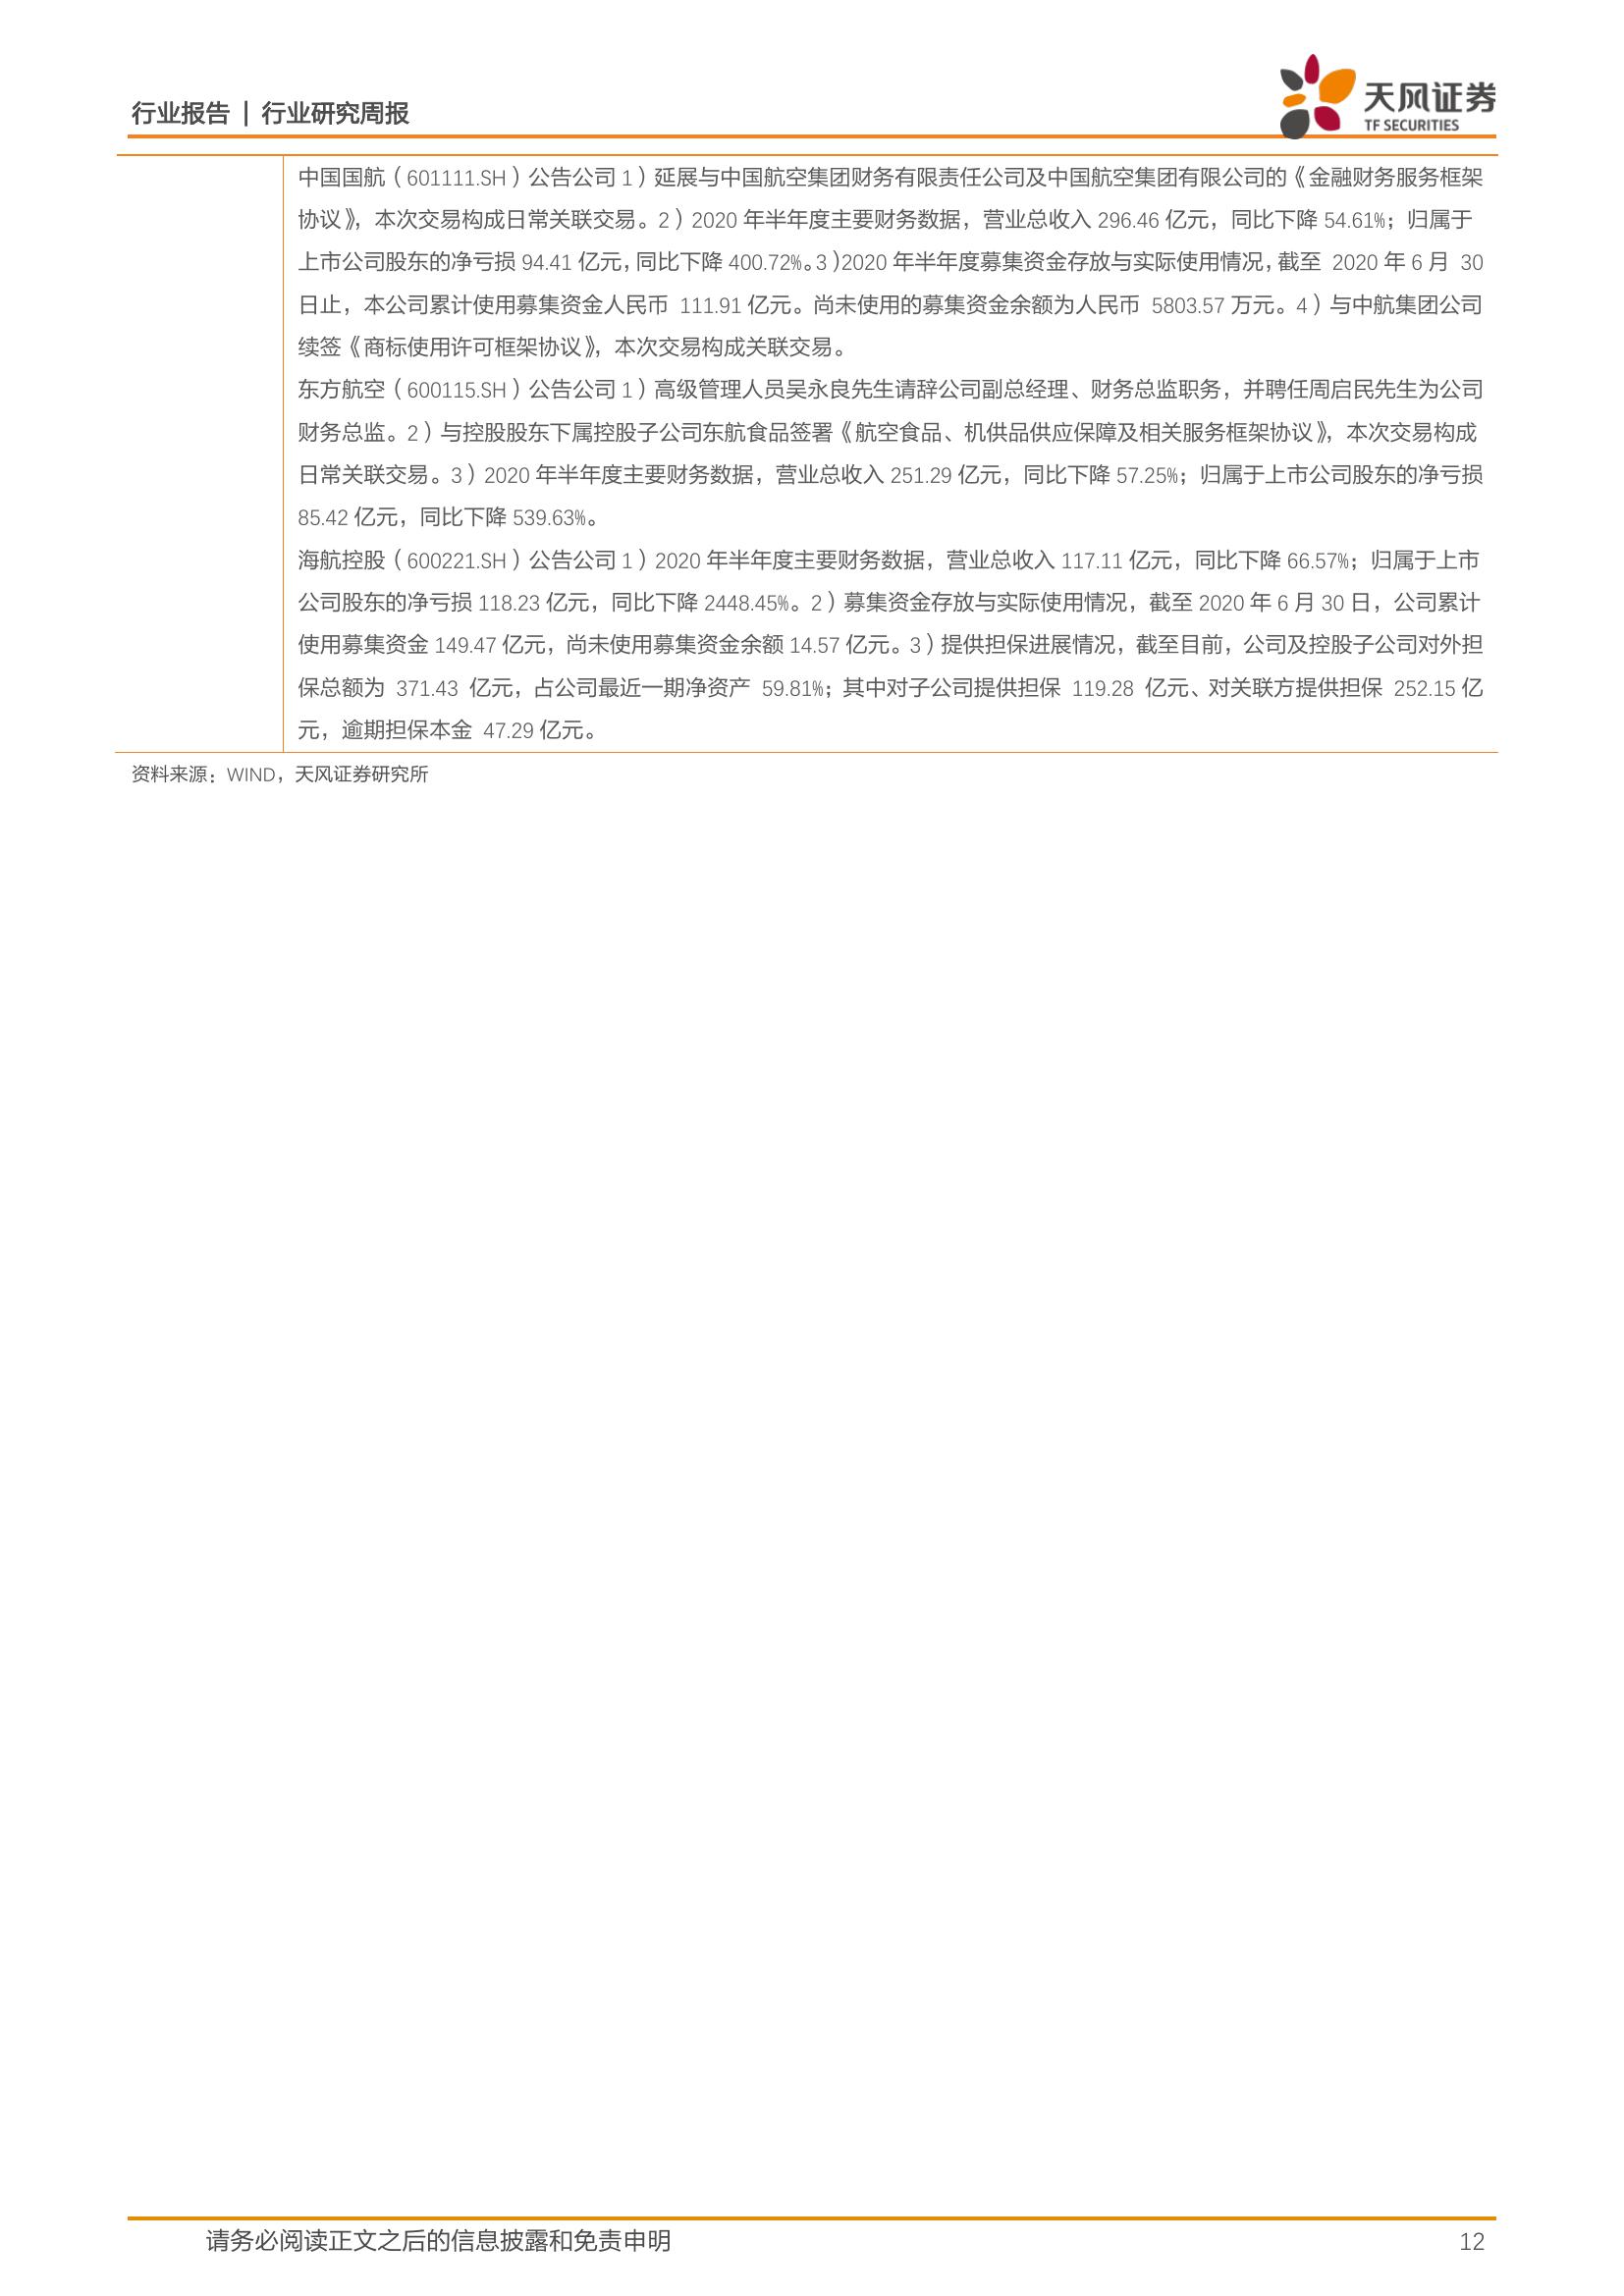 行业报告 | 行业研究周报
天风证券
TF SECURITIES
中国国航（601111.SH）公告公司 1）延展与中国航空集团财务有限责任公司及中国航空集团有限公司的《金融财务服务框架
协议》，本次交易构成日常关联交易。2）2020 年半年度主要财务数据，营业总收入 296.46 亿元，同比下降 54.61%；归属于
上市公司股东的净亏损 94.41 亿元，同比下降 400.72%。3）2020 年半年度募集资金存放与实际使用情况，截至 2020 年 6 月 30
日止，本公司累计使用募集资金人民币 111.91 亿元。尚未使用的募集资金余额为人民币 5803.57 万元。4）与中航集团公司
续签《商标使用许可框架协议》，本次交易构成关联交易。
东方航空（600115.SH）公告公司 1）高级管理人员吴永良先生请辞公司副总经理、财务总监职务，并聘任周启民先生为公司
财务总监。2）与控股股东下属控股子公司东航食品签署《航空食品、机供品供应保障及相关服务框架协议》，本次交易构成
日常关联交易。3）2020 年半年度主要财务数据，营业总收入 251.29 亿元，同比下降 57.25%；归属于上市公司股东的净亏损
85.42 亿元，同比下降 539.63%。
海航控股（600221.SH）公告公司 1）2020 年半年度主要财务数据，营业总收入 117.11 亿元，同比下降 66.57%；归属于上市
公司股东的净亏损 118.23 亿元，同比下降 2448.45%。2）募集资金存放与实际使用情况，截至 2020 年 6 月 30 日，公司累计
使用募集资金 149.47 亿元，尚未使用募集资金余额 14.57 亿元。3）提供担保进展情况，截至目前，公司及控股子公司对外担
保总额为 371.43 亿元，占公司最近一期净资产 59.81%；其中对子公司提供担保 119.28 亿元、对关联方提供担保 252.15 亿
元，逾期担保本金 47.29 亿元。
资料来源：WIND，天风证券研究所
请务必阅读正文之后的信息披露和免责申明
12